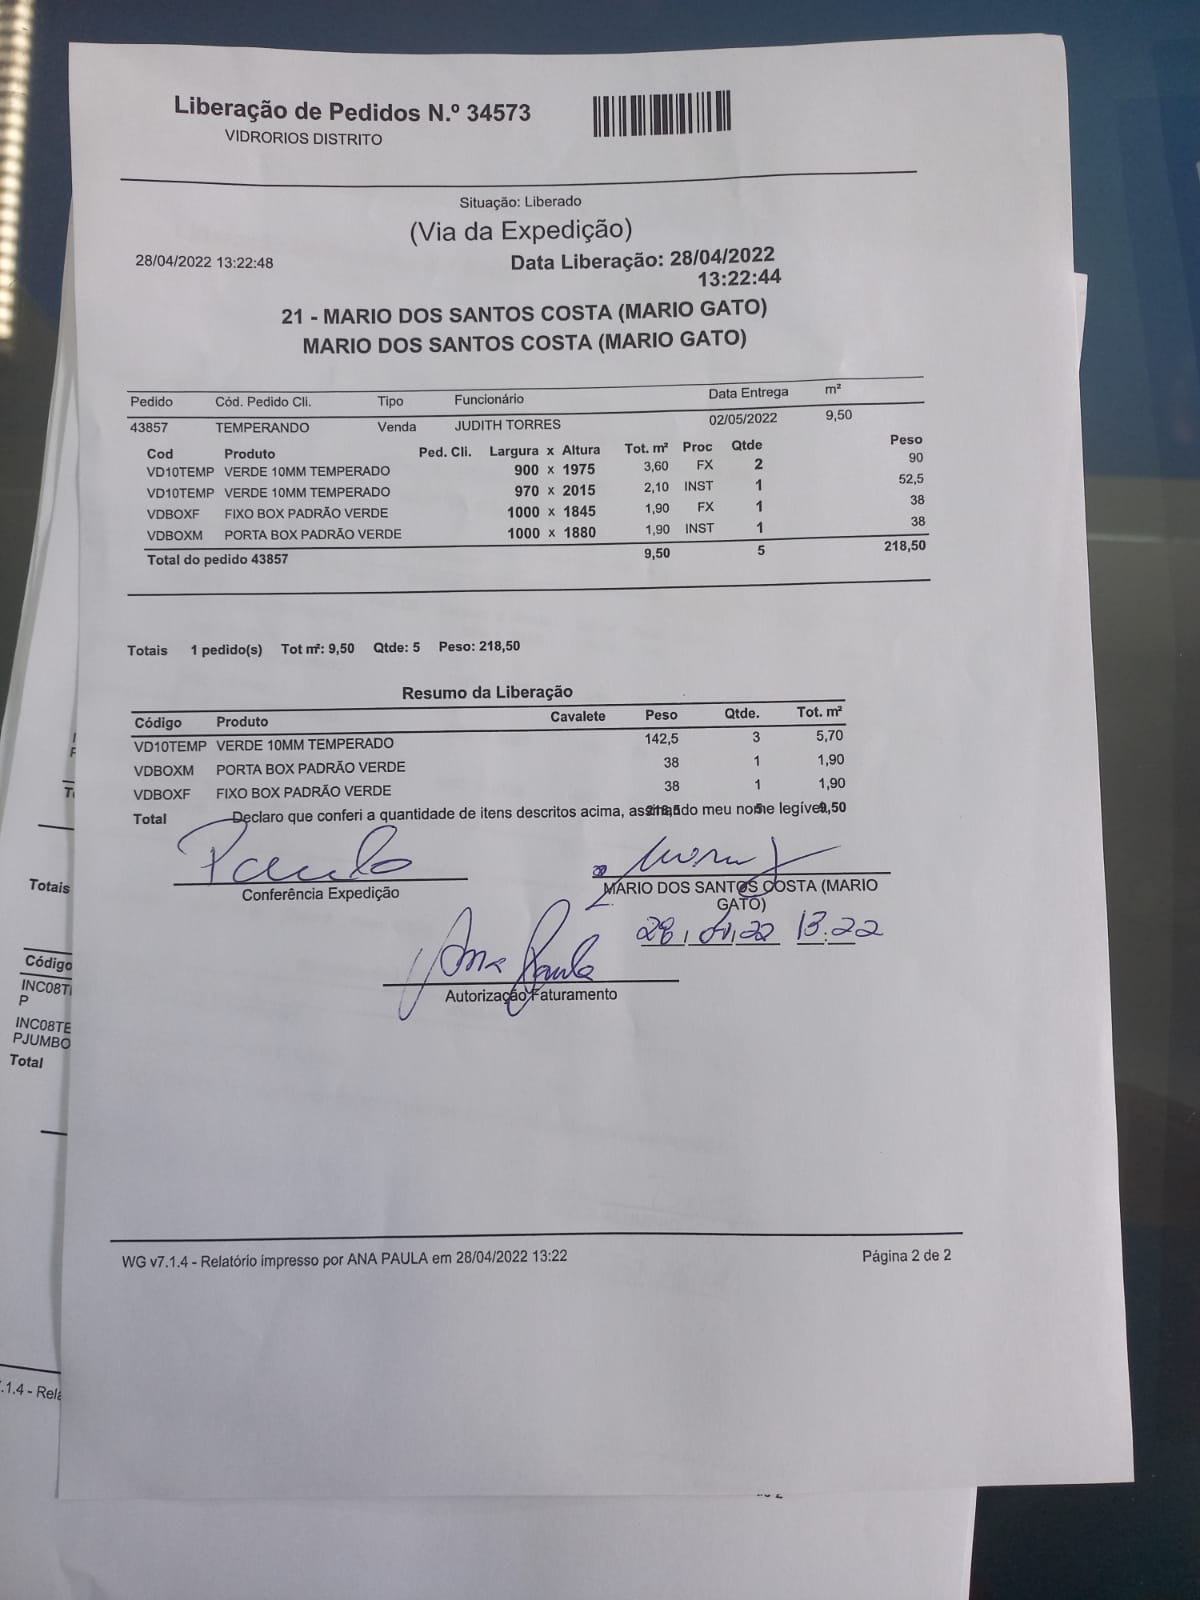 Liberação de Pedidos N.º 34573
VIDRORIOS DISTRITO
Situação: Liberado
(Via da Expedição)
28/04/2022 13:22:48 Data Liberação: 28/04/2022
13:22:44
21 - MARIO DOS SANTOS COSTA (MARIO GATO)
MARIO DOS SANTOS COSTA (MARIO GATO)
Pedido Cód. Pedido Cli. Tipo Funcionário Data Entrega m²
43857 TEMPERANDO Venda JUDITH TORRES 02/05/2022 9,50
Cod Produto Ped. Cli. Largura x Altura Tot. m² Proc Qtde Peso
VD10TEMP VERDE 10MM TEMPERADO 900 x 1975 3,60 FX 2 90
VD10TEMP VERDE 10MM TEMPERADO 970 x 2015 2,10 INST 1 52,5
VDBOXF FIXO BOX PADRÃO VERDE 1000 x 1845 1,90 FX 1 38
VDBOXM PORTA BOX PADRÃO VERDE 1000 x 1880 1,90 INST 1 38
Total do pedido 43857 9,50 5 218,50
Totais 1 pedido(s) Tot m²: 9,50 Qtde: 5 Peso: 218,50
Resumo da Liberação
Código Produto Cavalete Peso Qtde. Tot. m²
VD10TEMP VERDE 10MM TEMPERADO 142,5 3 5,70
VDBOXM PORTA BOX PADRÃO VERDE 38 1 1,90
VDBOXF FIXO BOX PADRÃO VERDE 38 1 1,90
Total 218,5 5 9,50
Declaro que conferi a quantidade de itens descritos acima, assinando meu nome legível.
Paulo
Conferência Expedição
MARIO DOS SANTOS COSTA (MARIO
GATO)
28, 04, 22 13.22
Ana Paula
Autorização Faturamento
WG v7.1.4 - Relatório impresso por ANA PAULA em 28/04/2022 13:22 Página 2 de 2
Totais
Código
INC08TE
P
INC08TE
PJUMBO
Total